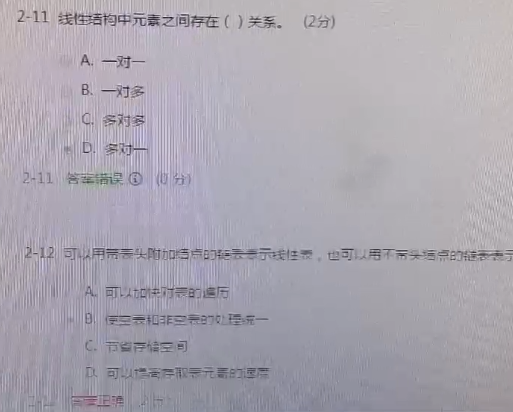 2-11 线性结构中元素之间存在（ ）关系。 (2分)
A. 一对一
B. 一对多
C. 多对多
D. 多对一
2-11 答案错误 ⓘ (0 分)
2-12 可以用带表头附加结点的链表表示线性表，也可以用不带头结点的链表表示
A. 可以加快对表的遍历
B. 使空表和非空表的处理统一
C. 节省存储空间
D. 可以提高存取表元素的速度
答案正确